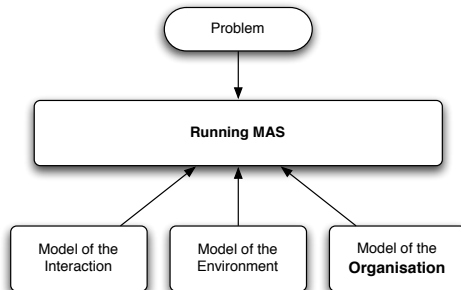 Problem
Running MAS
Model of the
Interaction
Model of the
Environment
Model of the
Organisation